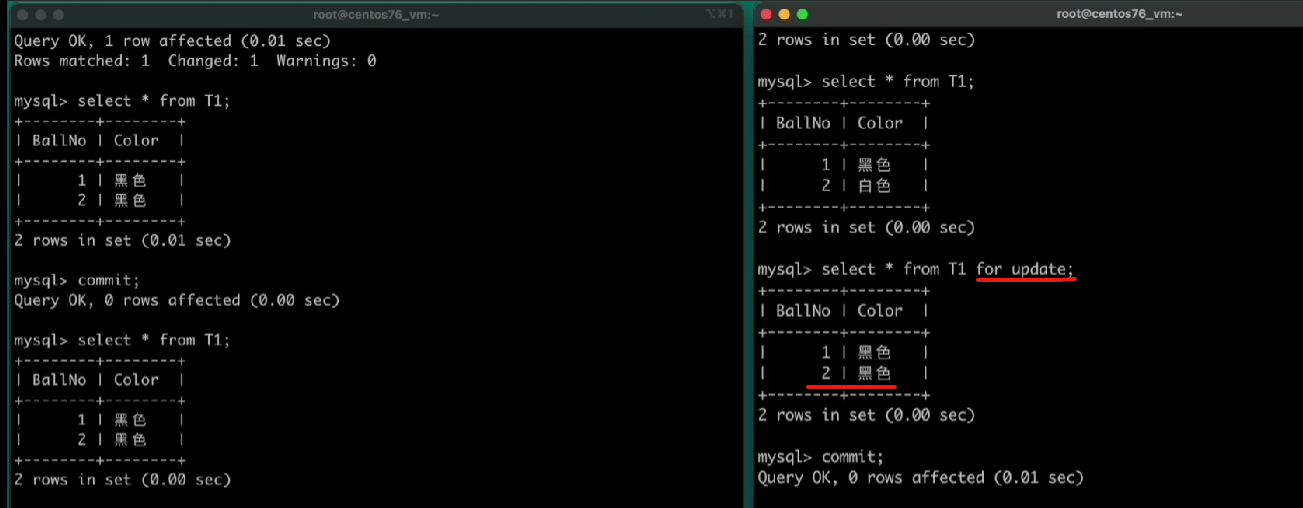 root@centos76_vm:~
⌥⌘1
Query OK, 1 row affected (0.01 sec)
Rows matched: 1  Changed: 1  Warnings: 0
mysql> select * from T1;
+--------+--------+
| BallNo | Color  |
+--------+--------+
|      1 | 黑色   |
|      2 | 黑色   |
+--------+--------+
2 rows in set (0.01 sec)
mysql> commit;
Query OK, 0 rows affected (0.00 sec)
mysql> select * from T1;
+--------+--------+
| BallNo | Color  |
+--------+--------+
|      1 | 黑色   |
|      2 | 黑色   |
+--------+--------+
2 rows in set (0.00 sec)
root@centos76_vm:~
2 rows in set (0.00 sec)
mysql> select * from T1;
+--------+--------+
| BallNo | Color  |
+--------+--------+
|      1 | 黑色   |
|      2 | 白色   |
+--------+--------+
2 rows in set (0.00 sec)
mysql> select * from T1 for update;
+--------+--------+
| BallNo | Color  |
+--------+--------+
|      1 | 黑色   |
|      2 | 黑色   |
+--------+--------+
2 rows in set (0.00 sec)
mysql> commit;
Query OK, 0 rows affected (0.01 sec)